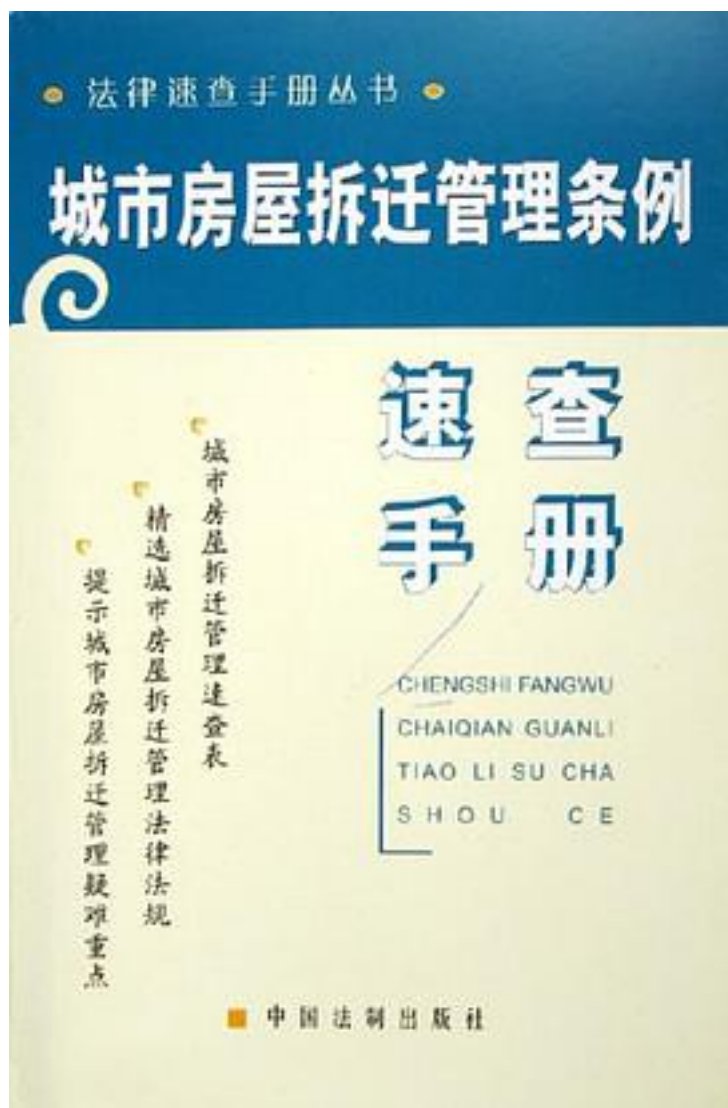 法律速查手册丛书
城市房屋拆迁管理条例
速查
手册
城市房屋拆迁管理速查表
精选城市房屋拆迁管理法律法规
提示城市房屋拆迁管理疑难重点
CHENGSHI FANGWU
CHAIQIAN GUANLI
TIAO LI SU CHA
SHOU CE
中国法制出版社